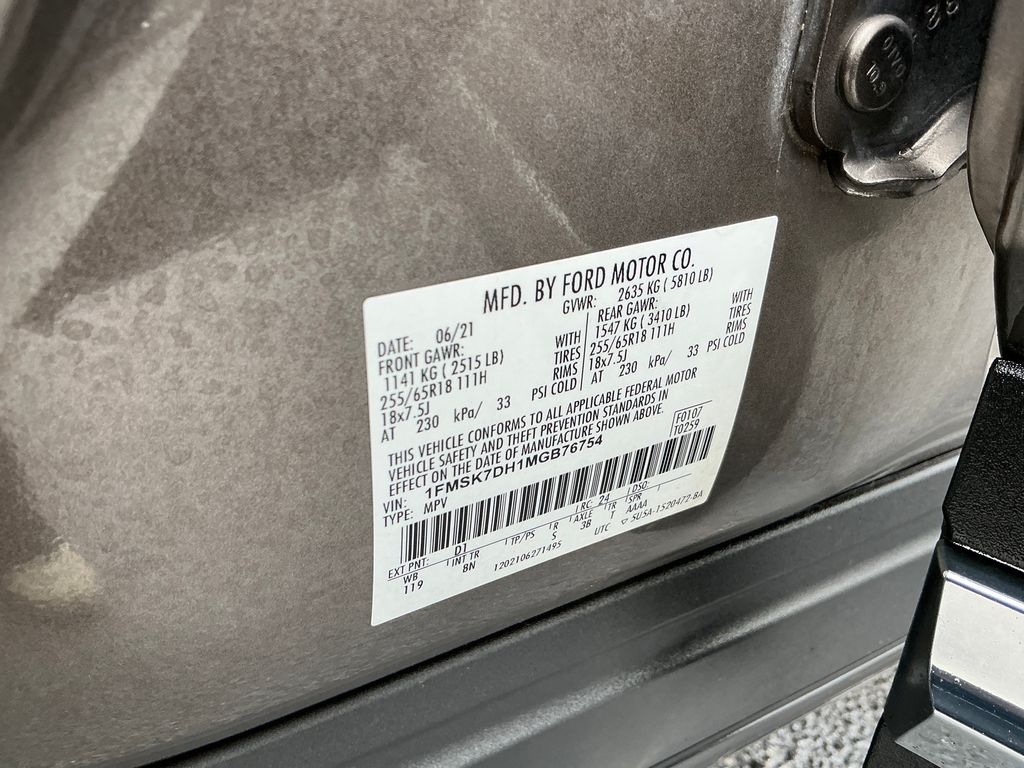 MFD. BY FORD MOTOR CO.
DATE: 06/21 GVWR: 2635 KG ( 5810 LB)
FRONT GAWR: REAR GAWR:
1141 KG ( 2515 LB) WITH 1547 KG ( 3410 LB) WITH
255/65R18 111H TIRES 255/65R18 111H TIRES
18x7.5J RIMS 18x7.5J RIMS
AT 230 kPa/ 33 PSI COLD AT 230 kPa/ 33 PSI COLD
THIS VEHICLE CONFORMS TO ALL APPLICABLE FEDERAL MOTOR
VEHICLE SAFETY AND THEFT PREVENTION STANDARDS IN
EFFECT ON THE DATE OF MANUFACTURE SHOWN ABOVE.
F0107
T0259
VIN: 1FMSK7DH1MGB76754
TYPE: MPV
EXT PNT: D1 RC: 24 DSO:
WB INT TR TP/PS R AXLE TR SPR
119 8N S 3B T AAAA
1202106271495 UTC ▽ 5U5A-1520472-BA